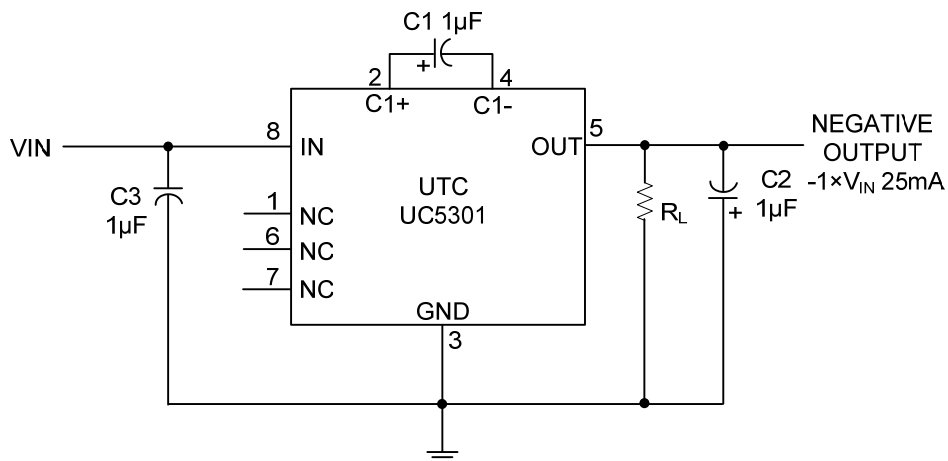 C1 1µF
+
2
4
C1+
C1-
VIN
8
IN
5
OUT
NEGATIVE
OUTPUT
-1×VIN 25mA
C3
1µF
UTC
UC5301
1
NC
6
NC
7
NC
RL
C2
1µF
+
GND
3